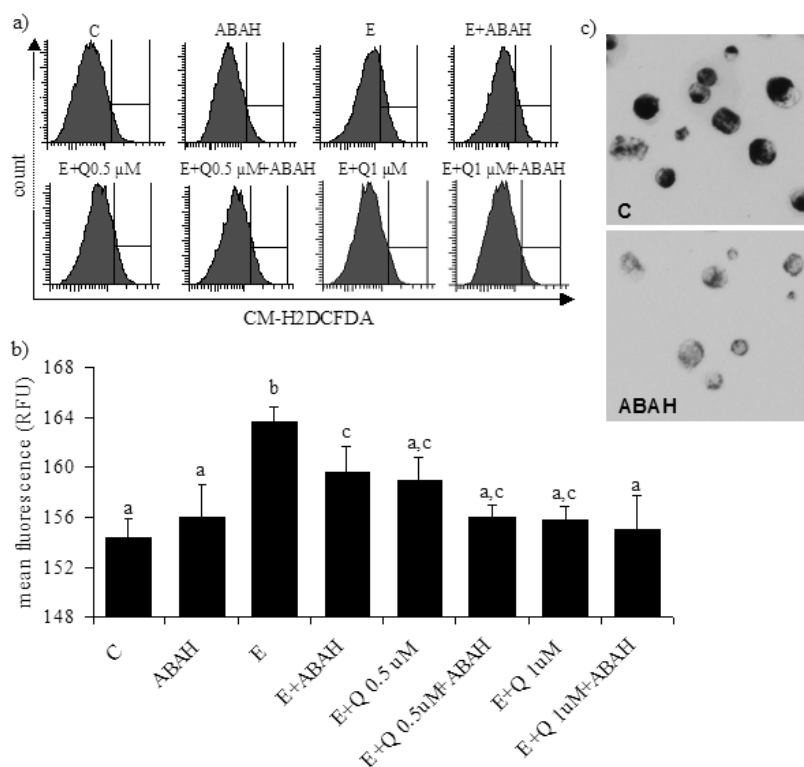 a)
C ABAH E E+ABAH
E+Q0.5 µM E+Q0.5 µM+ABAH E+Q1 µM E+Q1 µM+ABAH
count
CM-H2DCFDA
c)
C
ABAH
b)
mean fluorescence (RFU)
168
164
160
156
152
148
a a b c a,c a,c a,c a
C ABAH E E+ABAH E+Q 0.5 uM E+Q 0.5uM+ABAH E+Q 1uM E+Q 1uM+ABAH